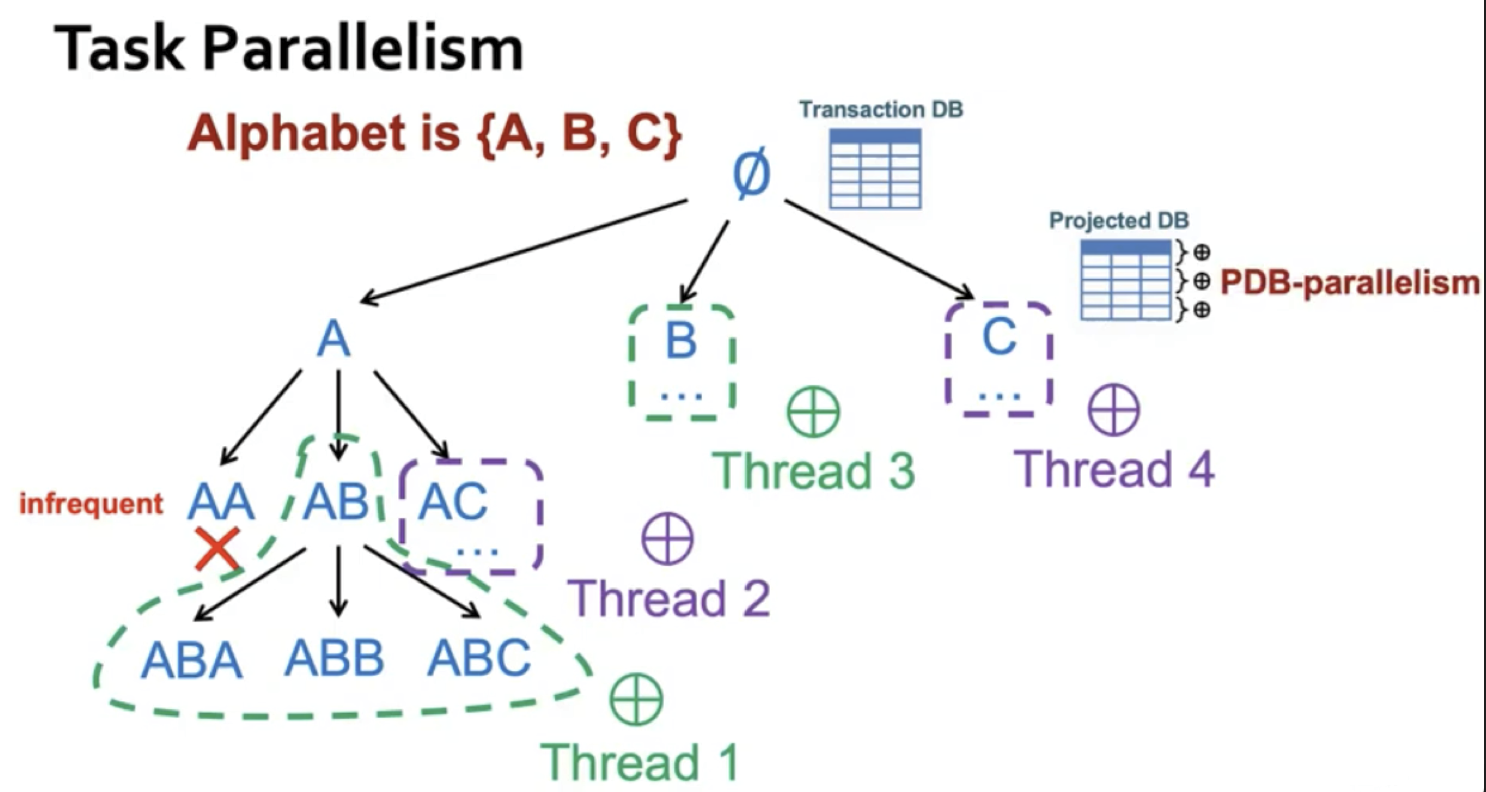 Task Parallelism
Alphabet is {A, B, C}
Transaction DB
Ø
Projected DB
}⊕
}⊕ PDB-parallelism
}⊕
A
B
C
...
...
⊕
⊕
Thread 3
Thread 4
infrequent AA AB AC
...
⊕
Thread 2
ABA ABB ABC
⊕
Thread 1